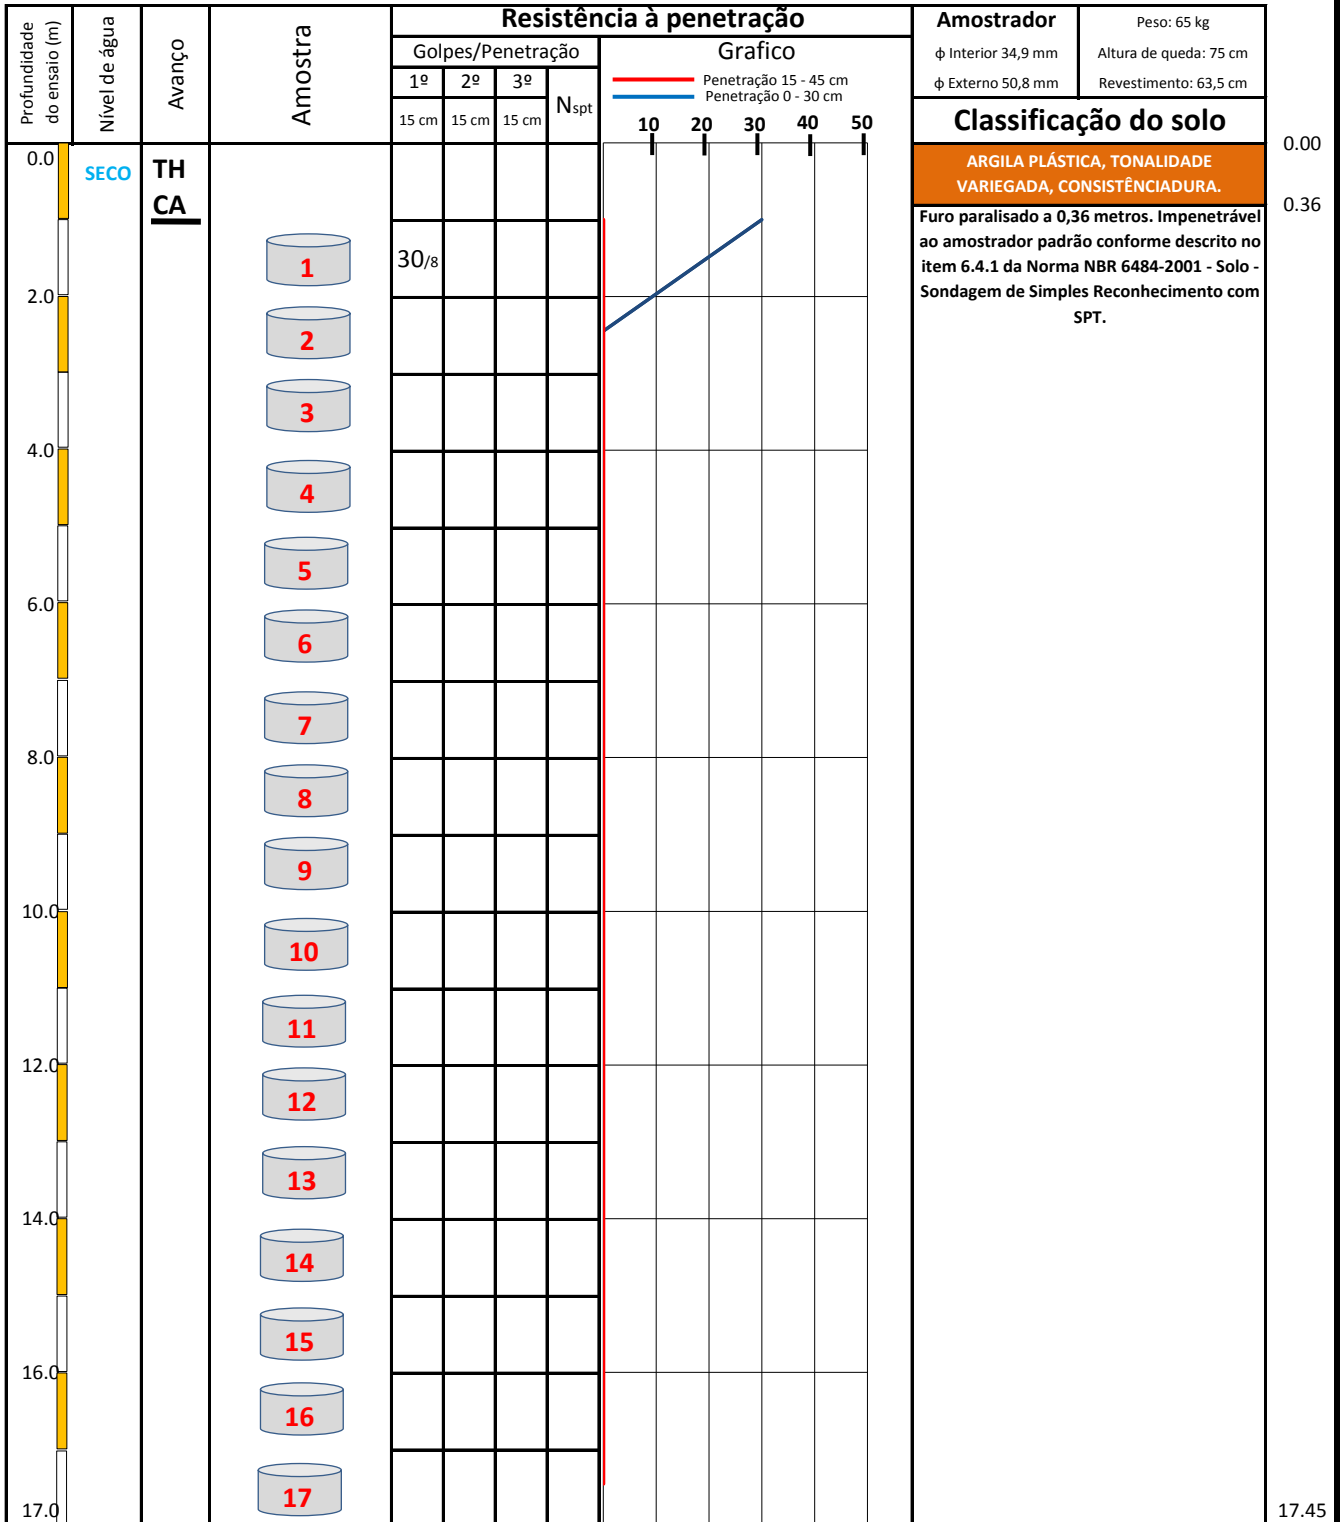 Profundidade
do ensaio (m)
Nível de água
Avanço
Amostra
Resistência à penetração
Golpes/Penetração
1º 2º 3º
Nspt
15 cm 15 cm 15 cm
Grafico
Penetração 15 - 45 cm
Penetração 0 - 30 cm
10 20 30 40 50
Amostrador
ɸ Interior 34,9 mm
ɸ Externo 50,8 mm
Peso: 65 kg
Altura de queda: 75 cm
Revestimento: 63,5 cm
Classificação do solo
0.00
0.0
SECO
TH
CA
ARGILA PLÁSTICA, TONALIDADE
VARIEGADA, CONSISTÊNCIADURA.
0.36
Furo paralisado a 0,36 metros. Impenetrável
ao amostrador padrão conforme descrito no
item 6.4.1 da Norma NBR 6484-2001 - Solo -
Sondagem de Simples Reconhecimento com
SPT.
1
30/8
2.0
2
3
4.0
4
5
6.0
6
7
8.0
8
9
10.0
10
11
12.0
12
13
14.0
14
15
16.0
16
17
17.0
17.45